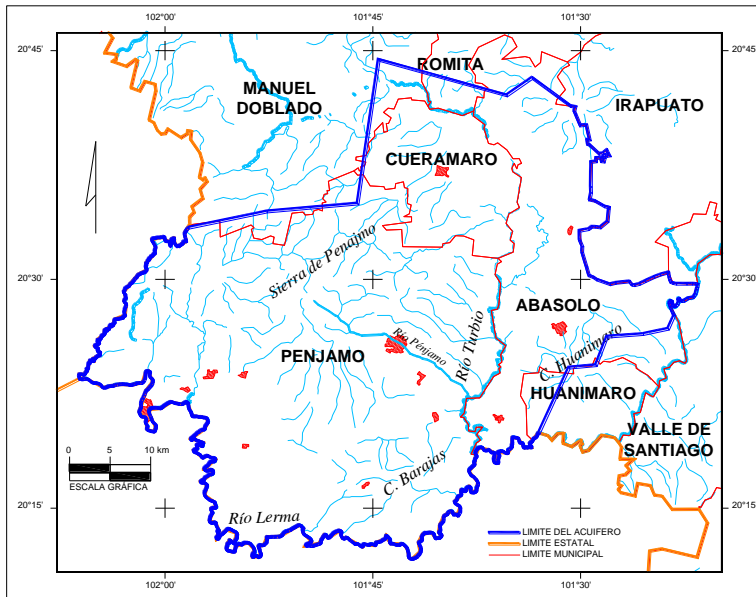 102°00'
101°45'
101°30'
20°45'
20°45'
ROMITA
MANUEL
DOBLADO
IRAPUATO
CUERAMARO
Sierra de Penajmo
20°30'
20°30'
ABASOLO
Río Turbio
Río Pénjamo
PENJAMO
C. Huanimaro
HUANIMARO
VALLE DE
SANTIAGO
0 5 10 km
ESCALA GRÁFICA
C. Barajas
Río Lerma
20°15'
20°15'
LIMITE DEL ACUIFERO
LIMITE ESTATAL
LIMITE MUNICIPAL
102°00'
101°45'
101°30'